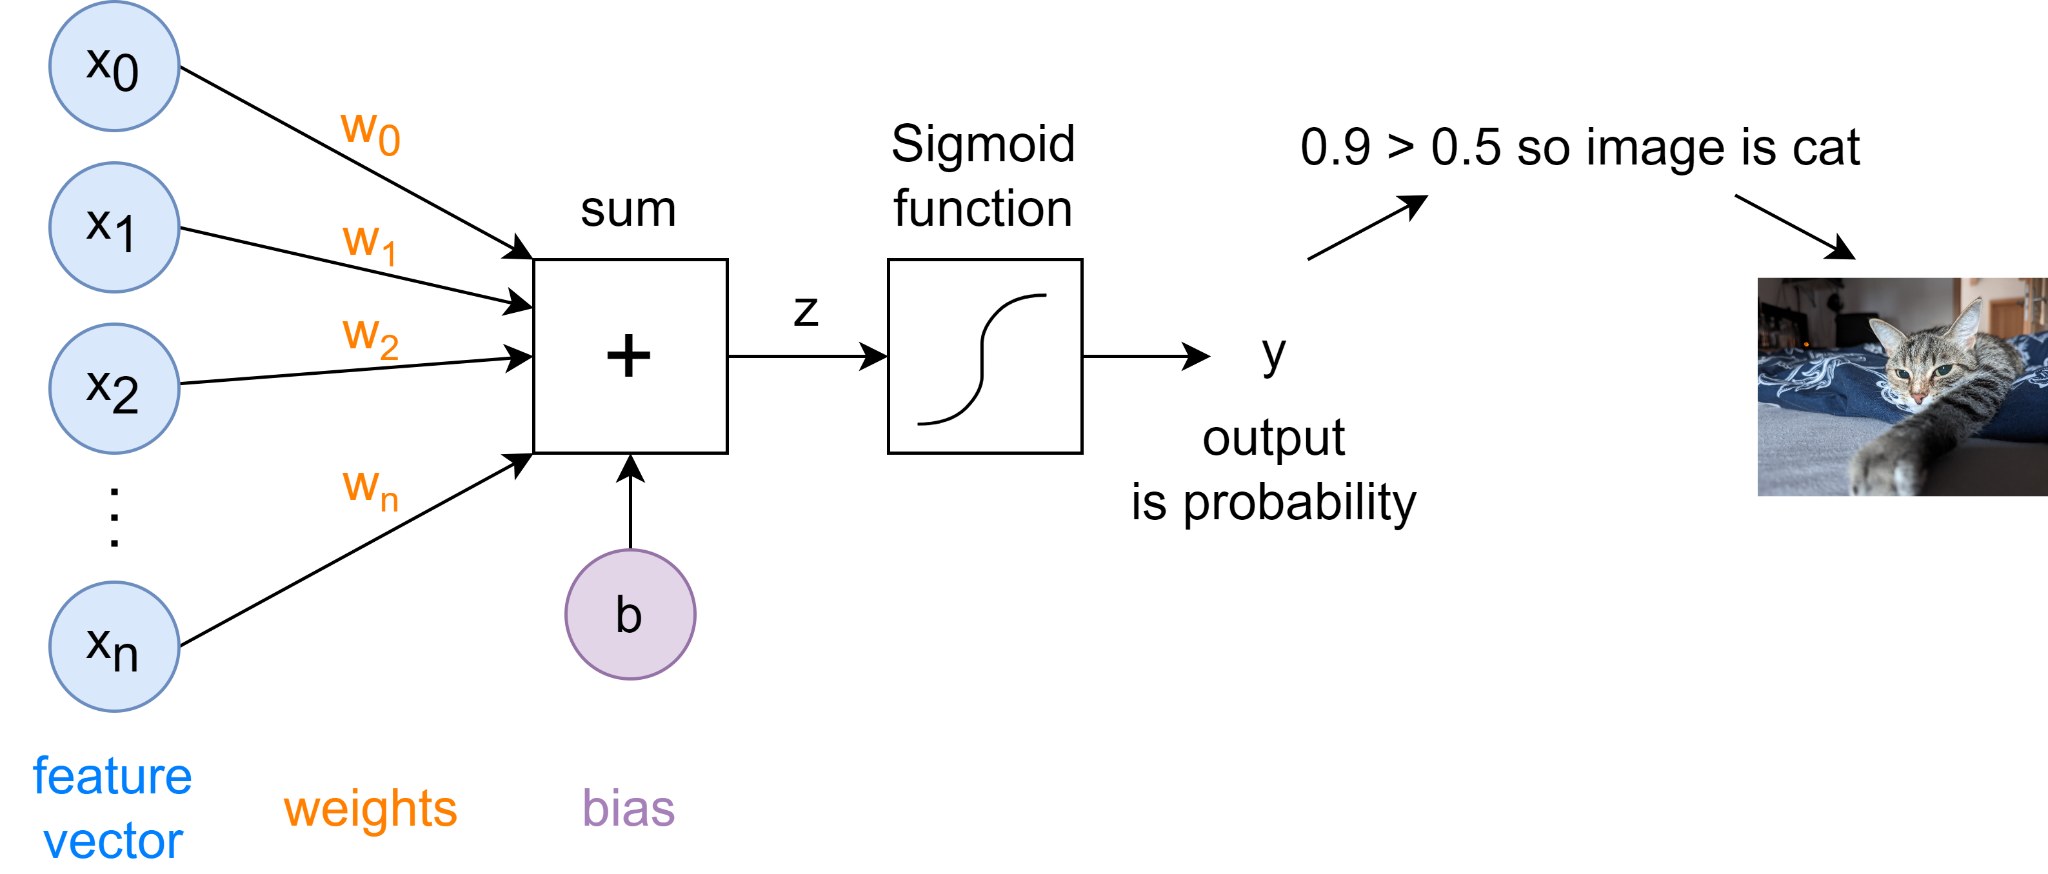 x0
x1
x2
⋮
xn
w0
w1
w2
wn
feature
vector
weights
bias
sum
+
b
z
Sigmoid
function
y
output
is probability
0.9 > 0.5 so image is cat